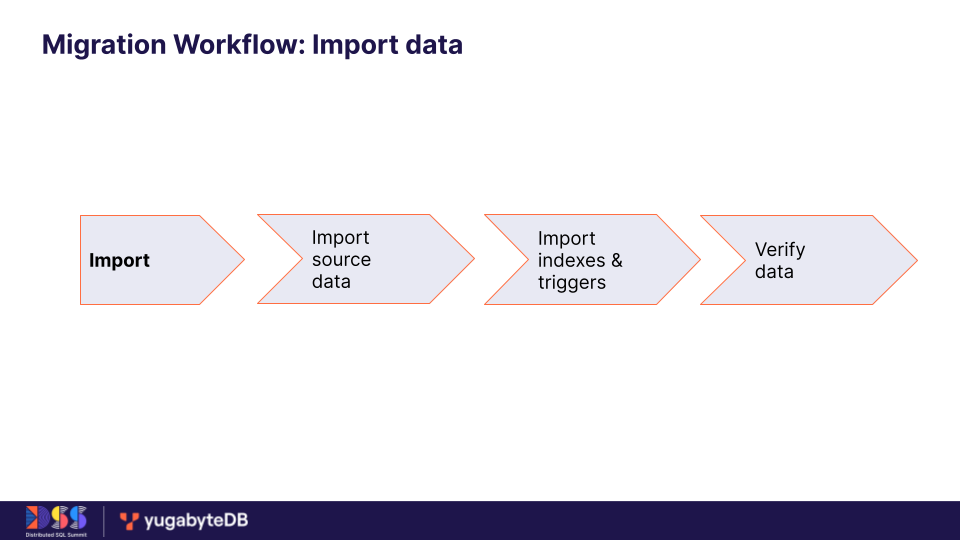 Migration Workflow: Import data
Import
Import
source
data
Import
indexes &
triggers
Verify
data
DSS
Distributed SQL Summit
yugabyteDB